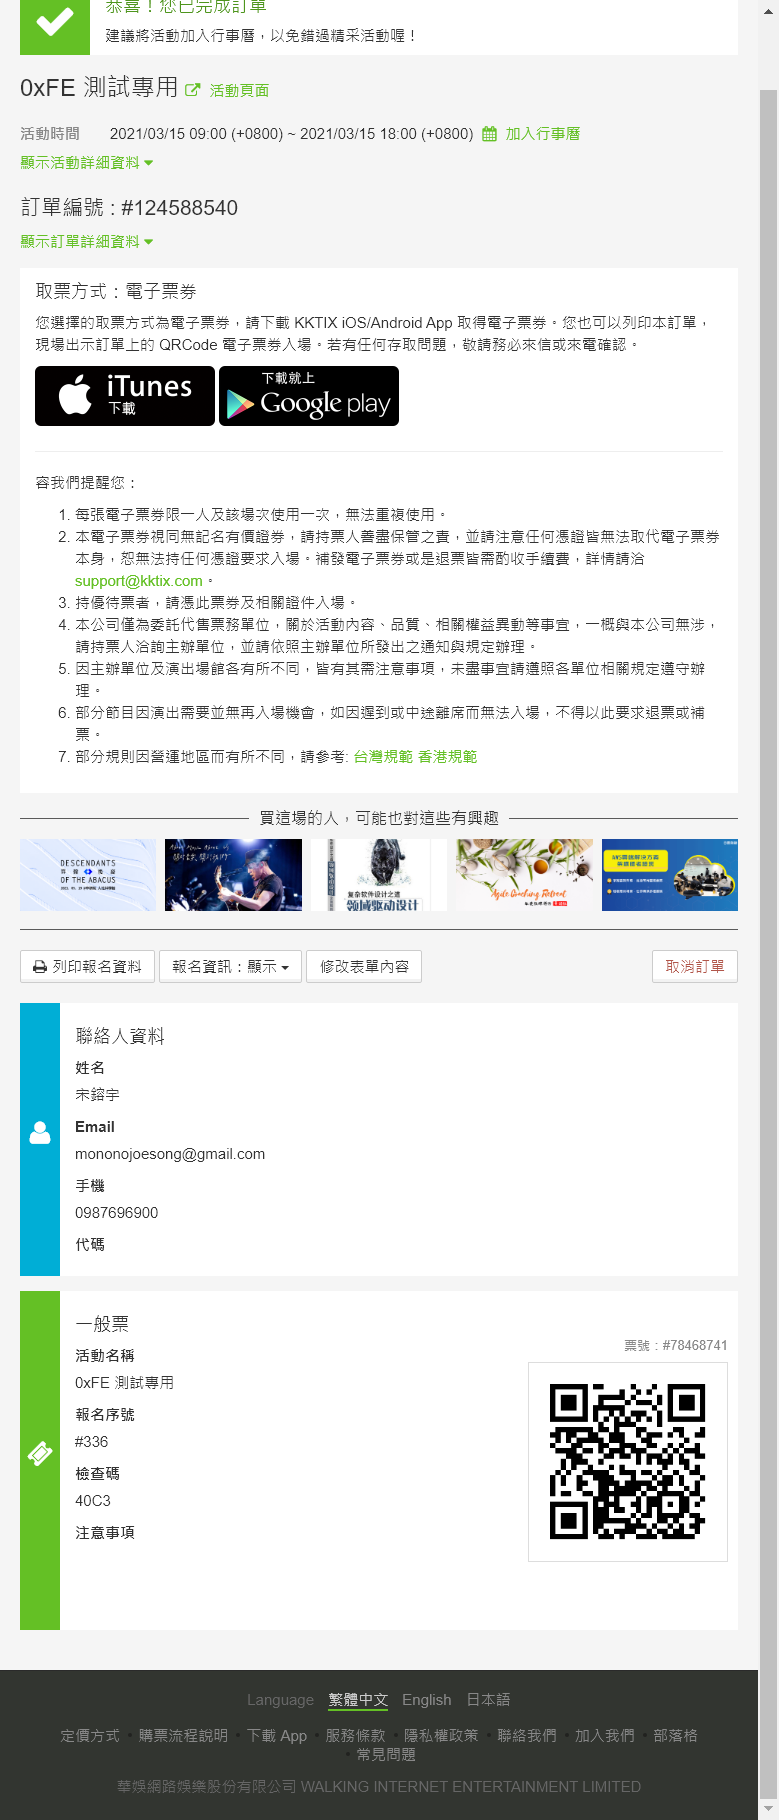 恭喜！您已完成訂單
建議將活動加入行事曆，以免錯過精采活動喔！
0xFE 測試專用 活動頁面
活動時間 2021/03/15 09:00 (+0800) ~ 2021/03/15 18:00 (+0800) 加入行事曆
顯示活動詳細資料
訂單編號 : #124588540
顯示訂單詳細資料
取票方式：電子票券
您選擇的取票方式為電子票券，請下載 KKTIX iOS/Android App 取得電子票券。您也可以列印本訂單，
現場出示訂單上的 QRCode 電子票券入場。若有任何存取問題，敬請務必來信或來電確認。
iTunes
下載
下載就上
Google play
容我們提醒您：
1. 每張電子票券限一人及該場次使用一次，無法重複使用。
2. 本電子票券視同無記名有價證券，請持票人善盡保管之責，並請注意任何憑證皆無法取代電子票券
本身，恕無法持任何憑證要求入場。補發電子票券或是退票皆需酌收手續費，詳情請洽
support@kktix.com。
3. 持優待票者，請憑此票券及相關證件入場。
4. 本公司僅為委託代售票務單位，關於活動內容、品質、相關權益異動等事宜，一概與本公司無涉，
請持票人洽詢主辦單位，並請依照主辦單位所發出之通知與規定辦理。
5. 因主辦單位及演出場館各有所不同，皆有其需注意事項，未盡事宜請遵照各單位相關規定遵守辦
理。
6. 部分節目因演出需要並無再入場機會，如因遲到或中途離席而無法入場，不得以此要求退票或補
票。
7. 部分規則因營運地區而有所不同，請參考: 台灣規範 香港規範
買這場的人，可能也對這些有興趣
DESCENDANTS
OF THE ABACUS
复杂软件设计之道
领域驱动设计
Agile Coaching Retreat
列印報名資料 報名資訊：顯示 修改表單內容 取消訂單
聯絡人資料
姓名
宋鎔宇
Email
mononojoesong@gmail.com
手機
0987696900
代碼
一般票
票號：#78468741
活動名稱
0xFE 測試專用
報名序號
#336
檢查碼
40C3
注意事項
Language 繁體中文 English 日本語
定價方式 • 購票流程說明 • 下載 App • 服務條款 • 隱私權政策 • 聯絡我們 • 加入我們 • 部落格
• 常見問題
華娛網路娛樂股份有限公司 WALKING INTERNET ENTERTAINMENT LIMITED